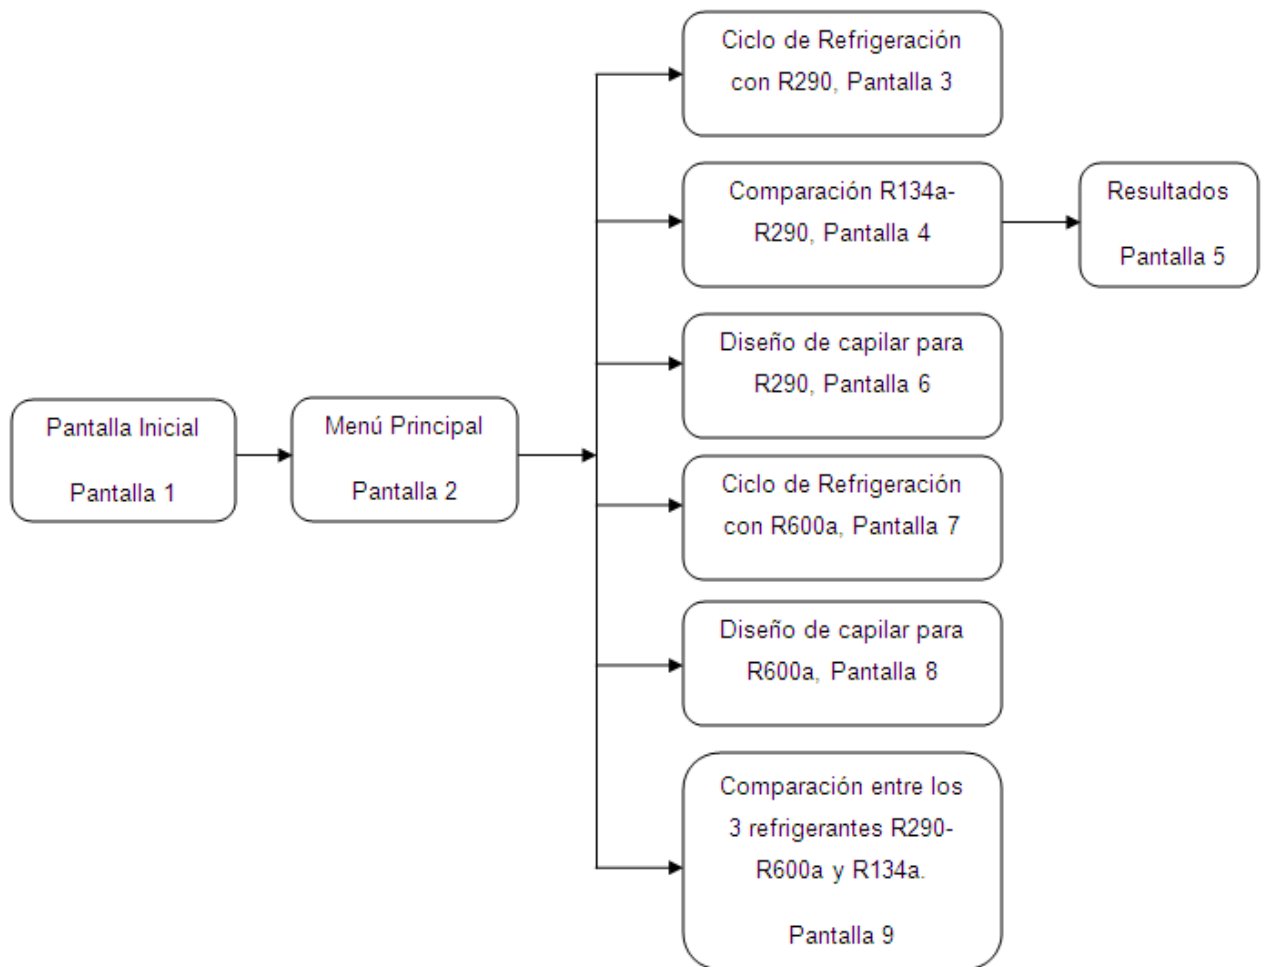 Pantalla Inicial
Pantalla 1
Menú Principal
Pantalla 2
Ciclo de Refrigeración
con R290, Pantalla 3
Comparación R134a-
R290, Pantalla 4
Resultados
Pantalla 5
Diseño de capilar para
R290, Pantalla 6
Ciclo de Refrigeración
con R600a, Pantalla 7
Diseño de capilar para
R600a, Pantalla 8
Comparación entre los
3 refrigerantes R290-
R600a y R134a.
Pantalla 9